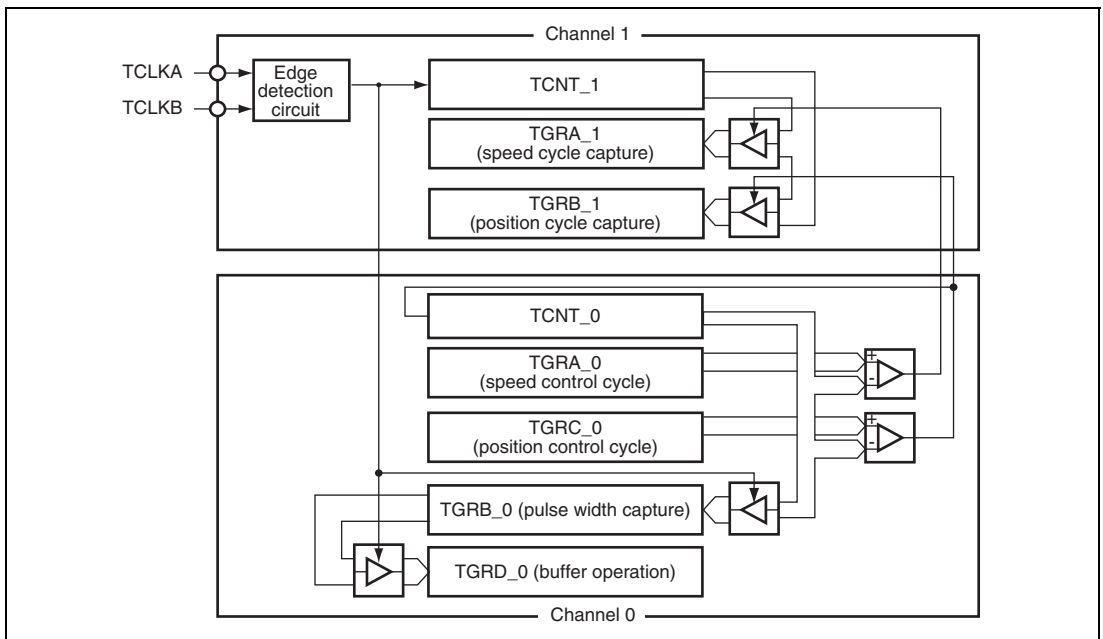 Channel 1
TCLKA
TCLKB
Edge
detection
circuit
TCNT_1
TGRA_1
(speed cycle capture)
TGRB_1
(position cycle capture)
TCNT_0
TGRA_0
(speed control cycle)
+
-
TGRC_0
(position control cycle)
+
-
TGRB_0 (pulse width capture)
TGRD_0 (buffer operation)
Channel 0